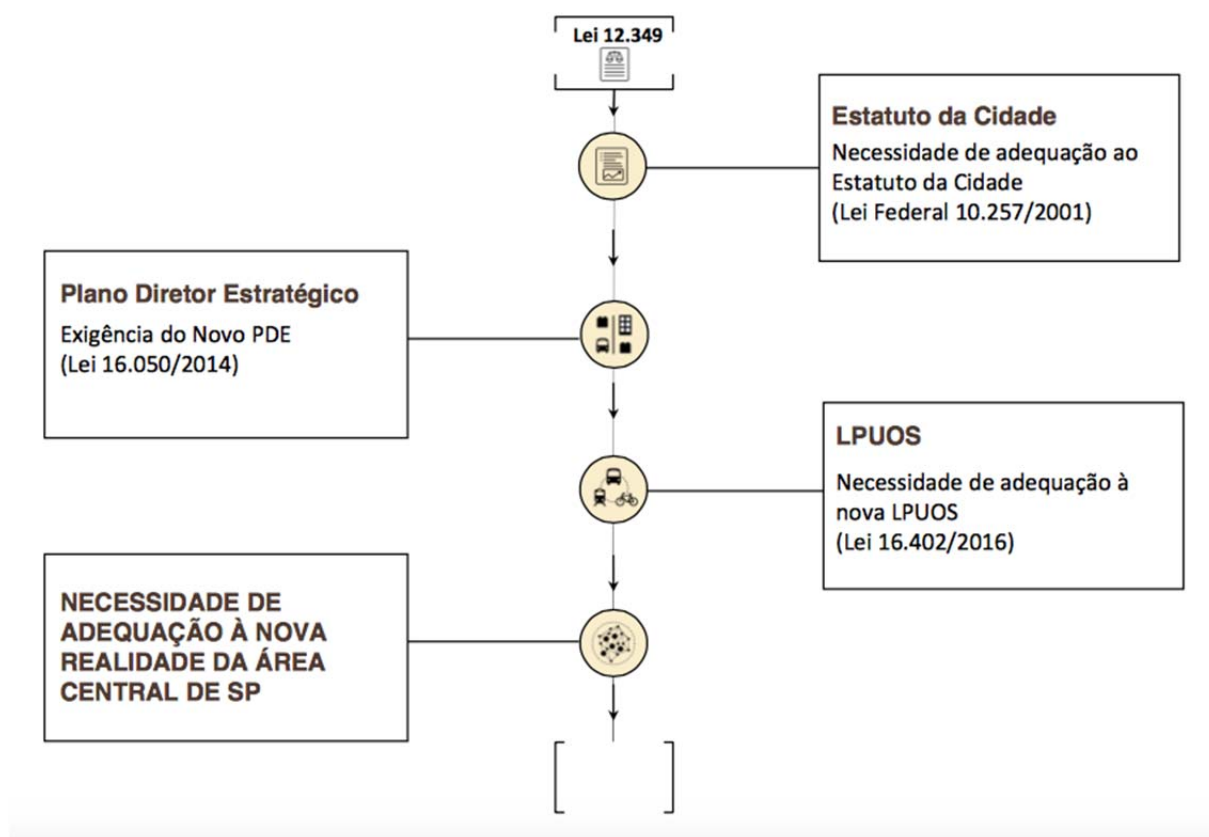 Lei 12.349
Estatuto da Cidade
Necessidade de adequação ao
Estatuto da Cidade
(Lei Federal 10.257/2001)
Plano Diretor Estratégico
Exigência do Novo PDE
(Lei 16.050/2014)
LPUOS
Necessidade de adequação à
nova LPUOS
(Lei 16.402/2016)
NECESSIDADE DE
ADEQUAÇÃO À NOVA
REALIDADE DA ÁREA
CENTRAL DE SP